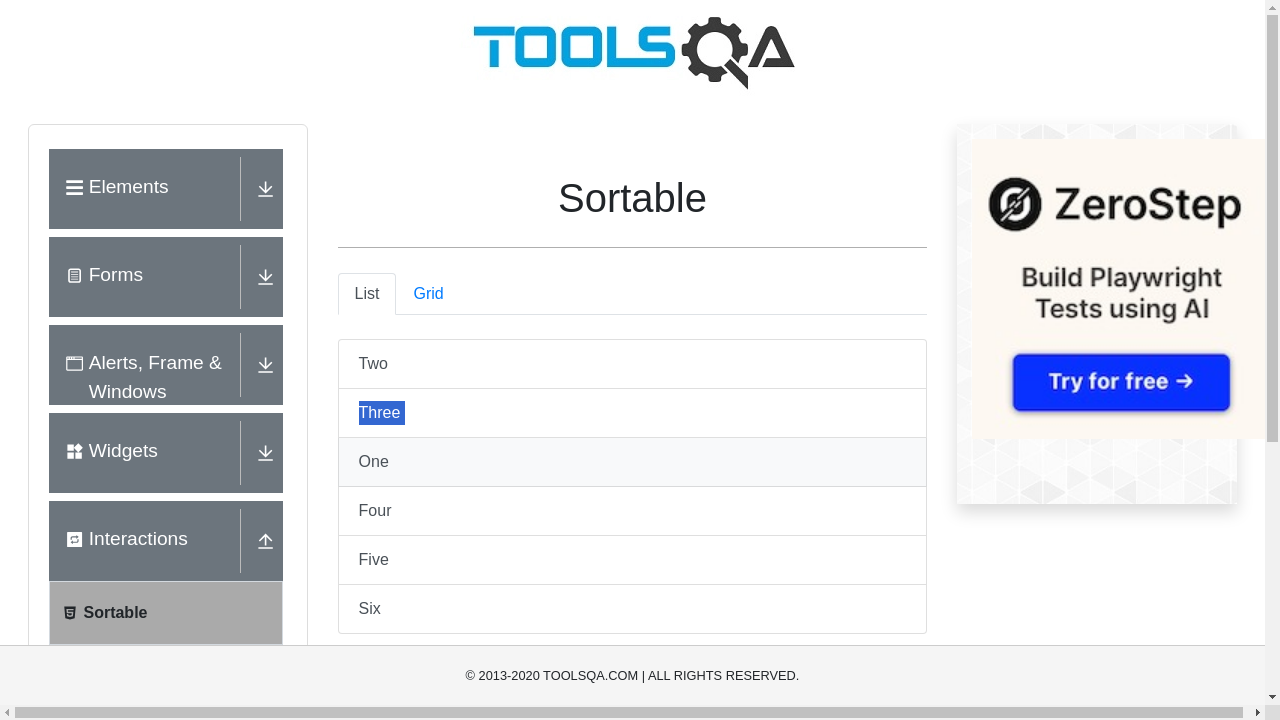 TOOLSQA
Elements
Forms
Alerts, Frame &
Windows
Widgets
Interactions
Sortable
Sortable
List
Grid
Two
Three
One
Four
Five
Six
ZeroStep
Build Playwright
Tests using AI
Try for free →
© 2013-2020 TOOLSQA.COM | ALL RIGHTS RESERVED.